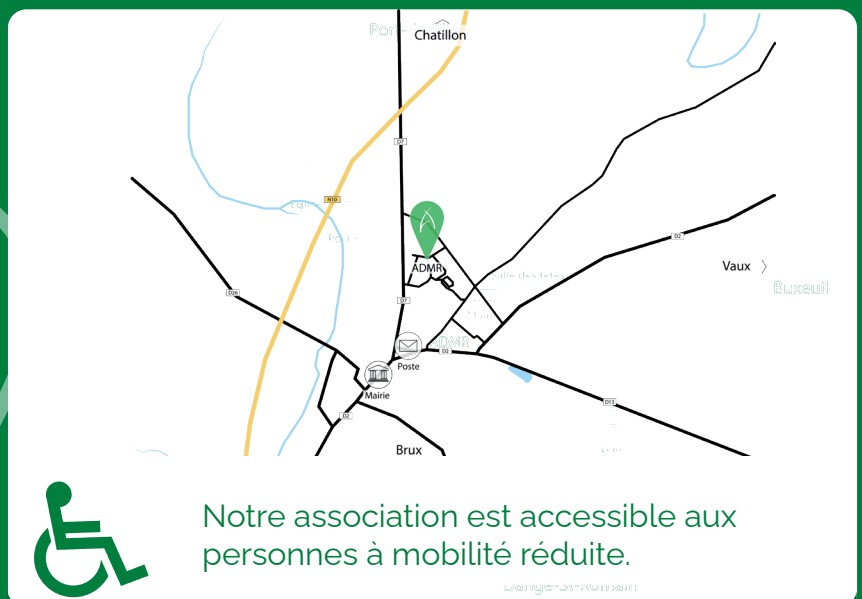 Chatillon
D7
N10
D2
ADMR
Vaux
Buxeuil
D26
D7
Poste
ADMR
D2
Mairie
D13
D2
Brux
Notre association est accessible aux
personnes à mobilité réduite.